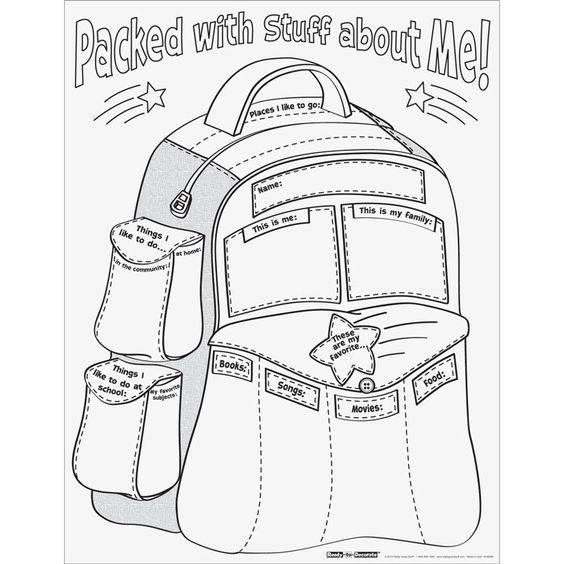 Packed with Stuff about Me!
Places I like to go:
Name:
This is me:
This is my family:
Things I
like to do...
in the community:
at home:
These
are my
favorite...
Books:
Songs:
Movies:
Food:
Things I
like to do at
school:
My favorite
subjects:
Ready-to-Decorate